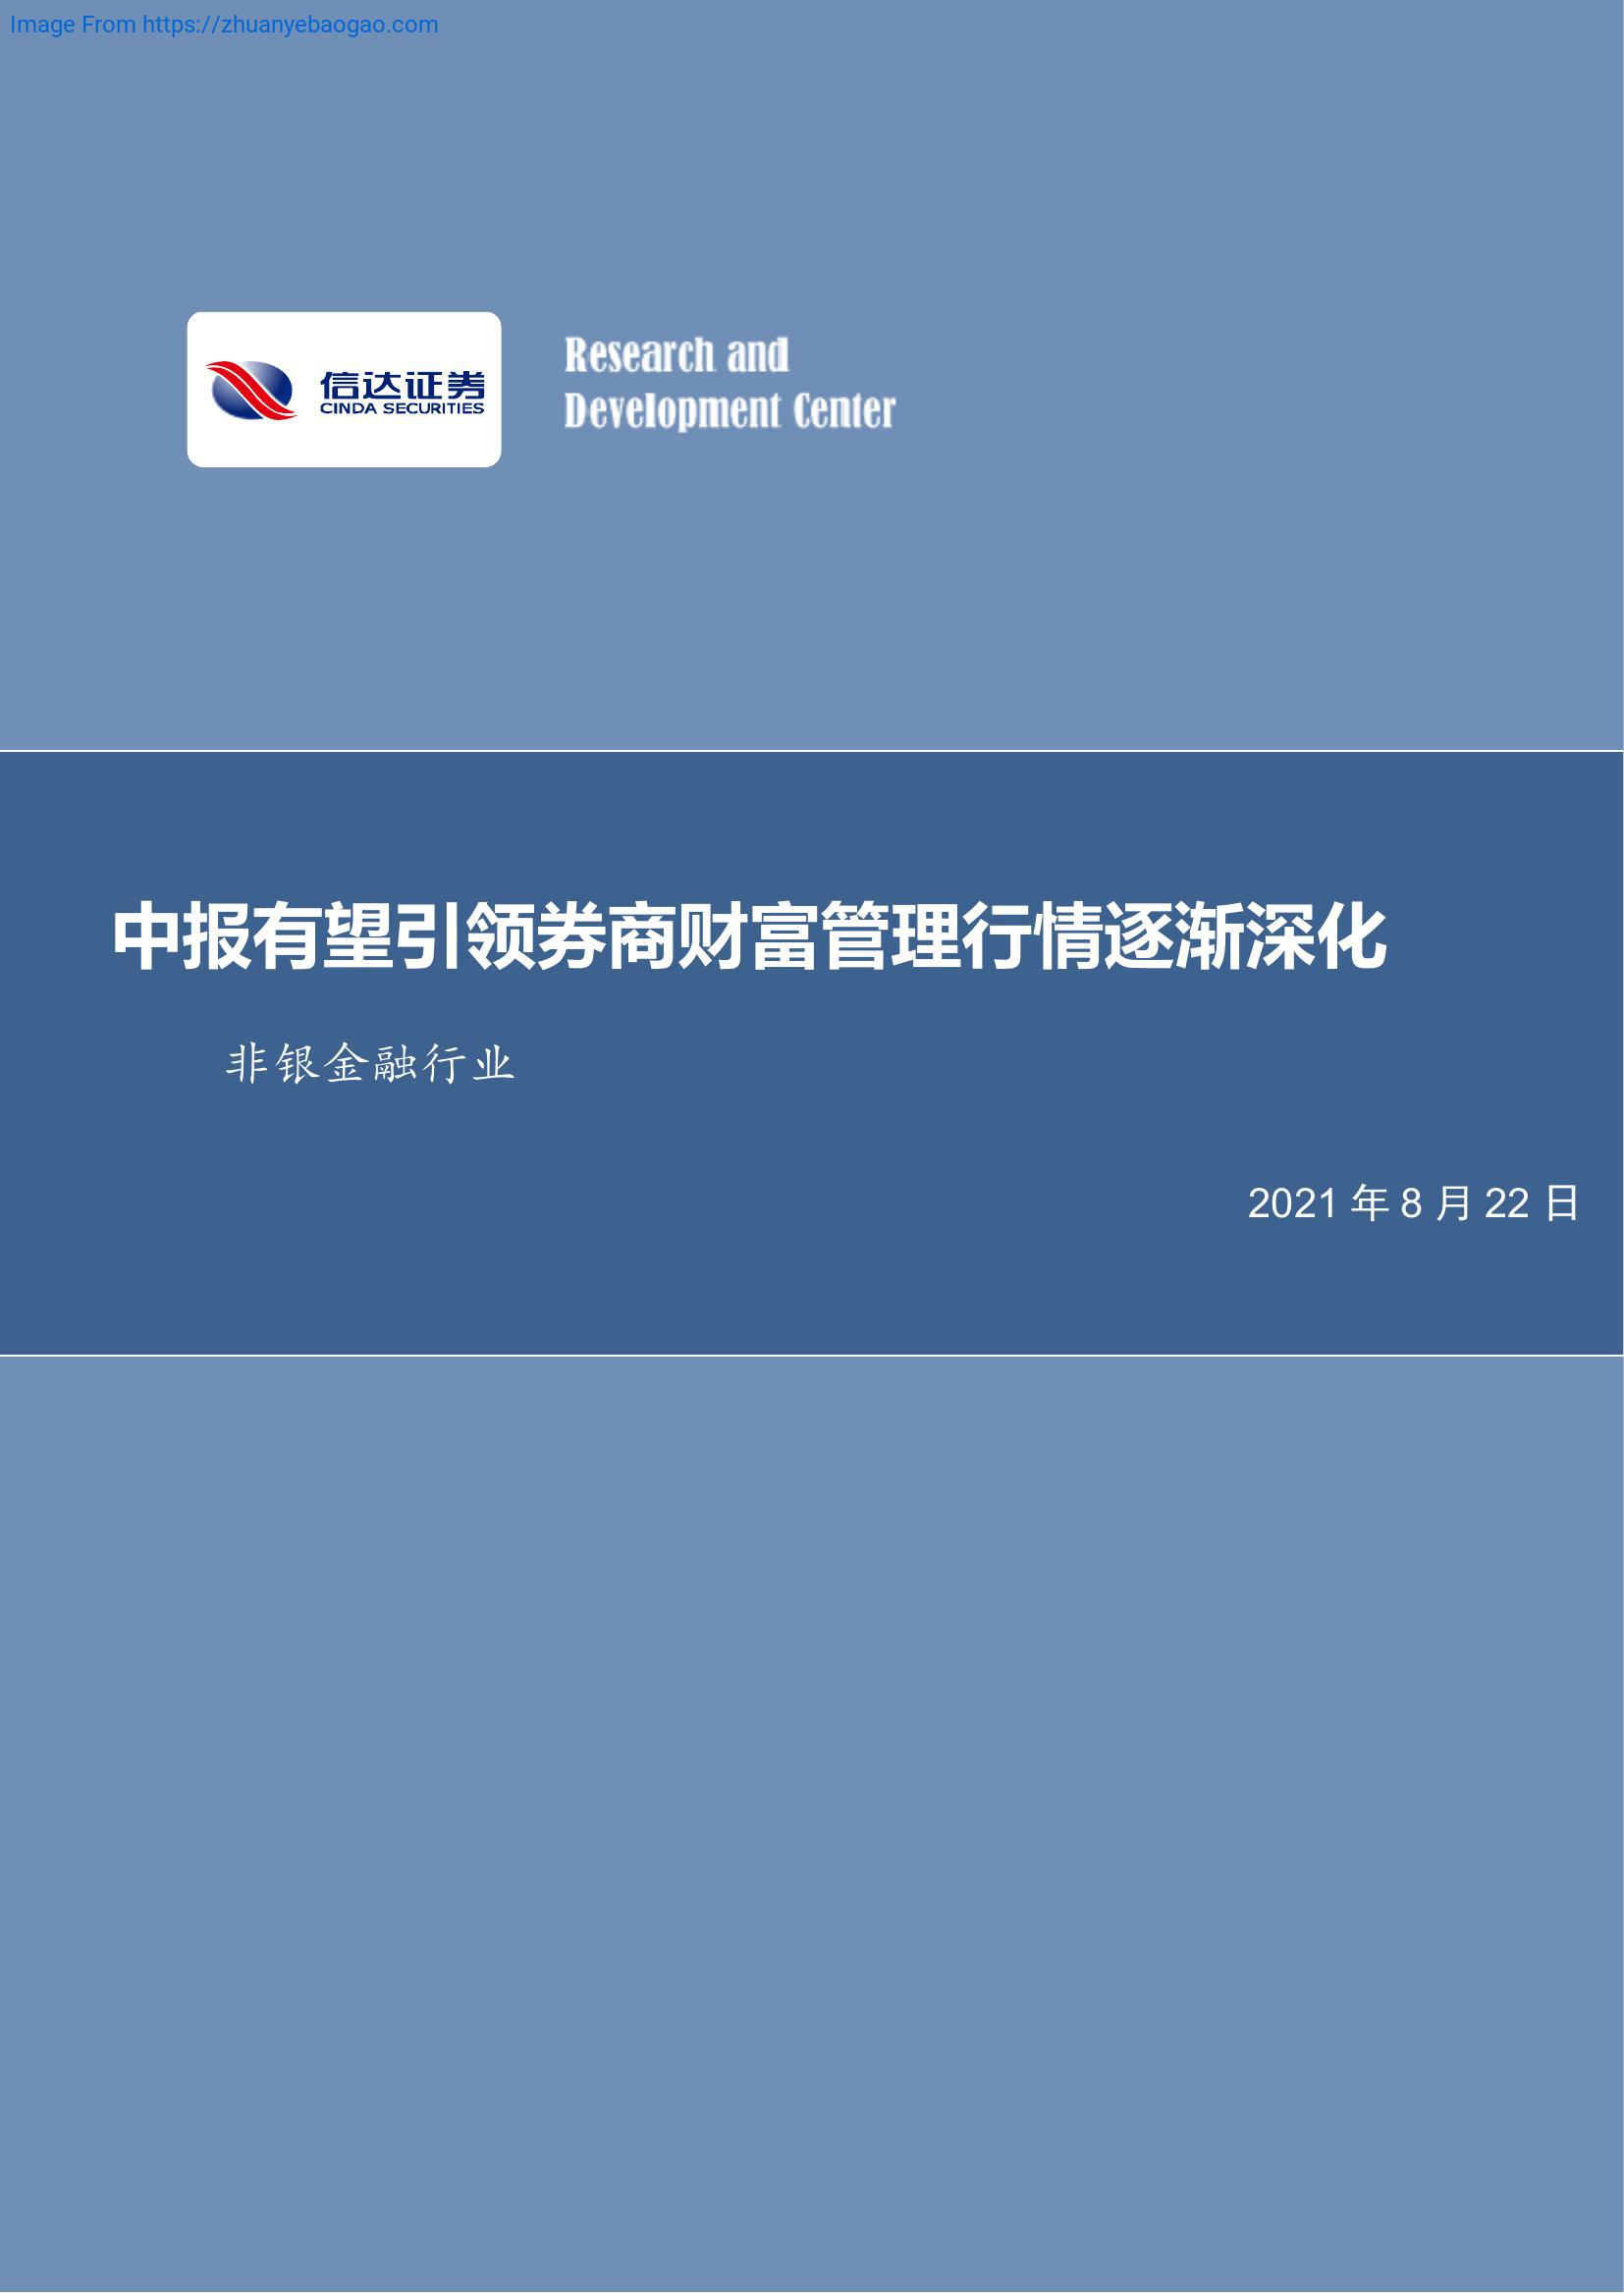 Image From https://zhuanyebaogao.com
信达证券
CINDA SECURITIES
Research and
Development Center
中报有望引领券商财富管理行情逐渐深化
非银金融行业
2021 年 8 月 22 日